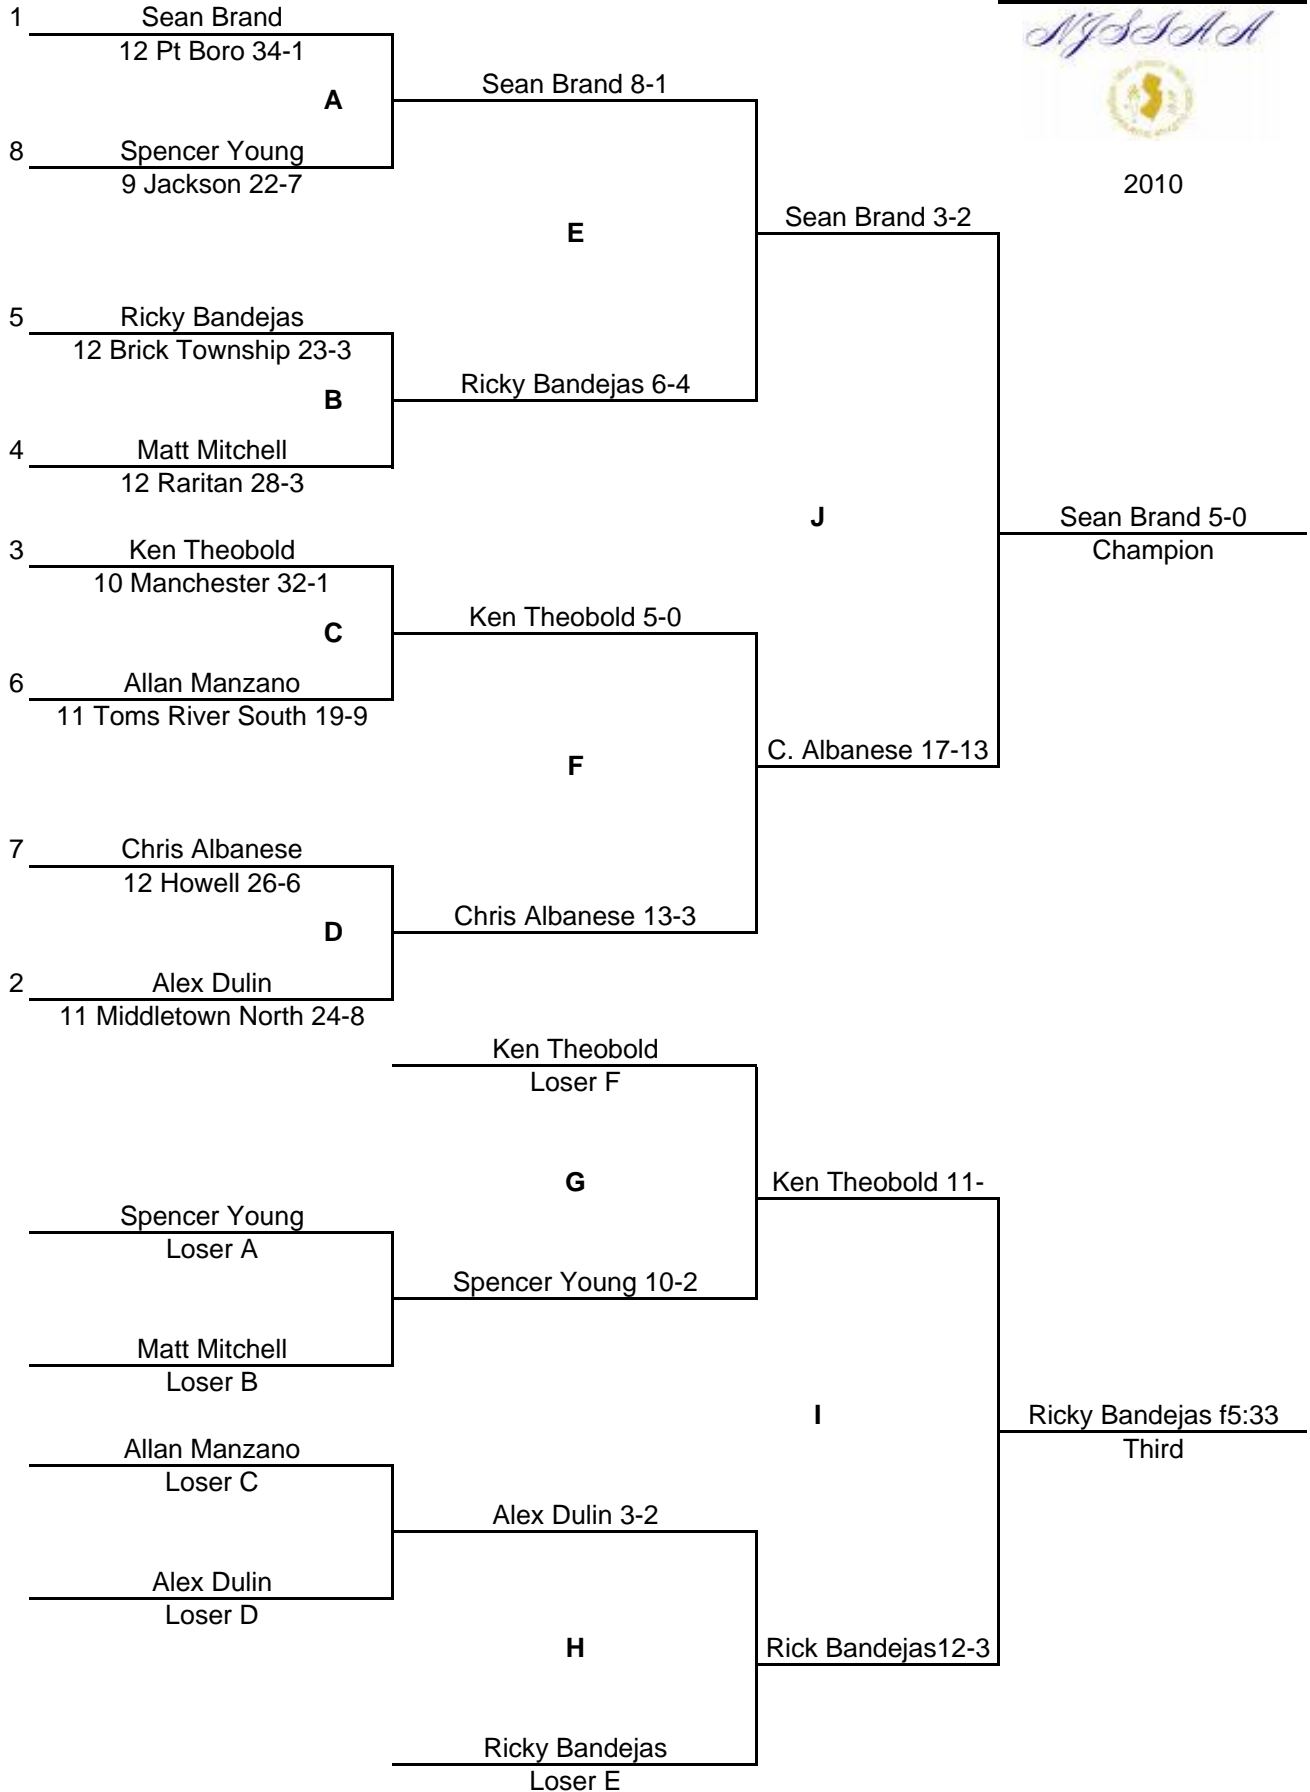 NJSIAA
2010
1 Sean Brand
12 Pt Boro 34-1
A
8 Spencer Young
9 Jackson 22-7
Sean Brand 8-1
E
5 Ricky Bandejas
12 Brick Township 23-3
B
4 Matt Mitchell
12 Raritan 28-3
Ricky Bandejas 6-4
Sean Brand 3-2
J
3 Ken Theobold
10 Manchester 32-1
C
6 Allan Manzano
11 Toms River South 19-9
Ken Theobold 5-0
F
7 Chris Albanese
12 Howell 26-6
D
2 Alex Dulin
11 Middletown North 24-8
Chris Albanese 13-3
C. Albanese 17-13
Sean Brand 5-0
Champion
Ken Theobold
Loser F
G
Spencer Young
Loser A
Matt Mitchell
Loser B
Spencer Young 10-2
Ken Theobold 11-
I
Allan Manzano
Loser C
Alex Dulin
Loser D
Alex Dulin 3-2
H
Ricky Bandejas
Loser E
Rick Bandejas12-3
Ricky Bandejas f5:33
Third